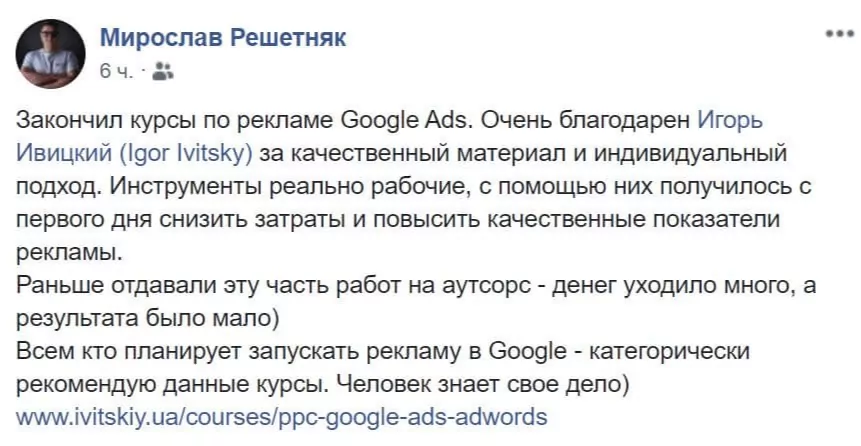 Мирослав Решетняк
6 ч. ·
Закончил курсы по рекламе Google Ads. Очень благодарен Игорь
Ивицкий (Igor Ivitsky) за качественный материал и индивидуальный
подход. Инструменты реально рабочие, с помощью них получилось с
первого дня снизить затраты и повысить качественные показатели
рекламы.
Раньше отдавали эту часть работ на аутсорс - денег уходило много, а
результата было мало)
Всем кто планирует запускать рекламу в Google - категорически
рекомендую данные курсы. Человек знает свое дело)
www.ivitskiy.ua/courses/ppc-google-ads-adwords